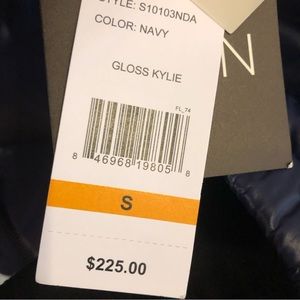 STYLE: S10103NDA
COLOR: NAVY
N
GLOSS KYLIE
FL_74
8 46968 19805 8
S
$225.00